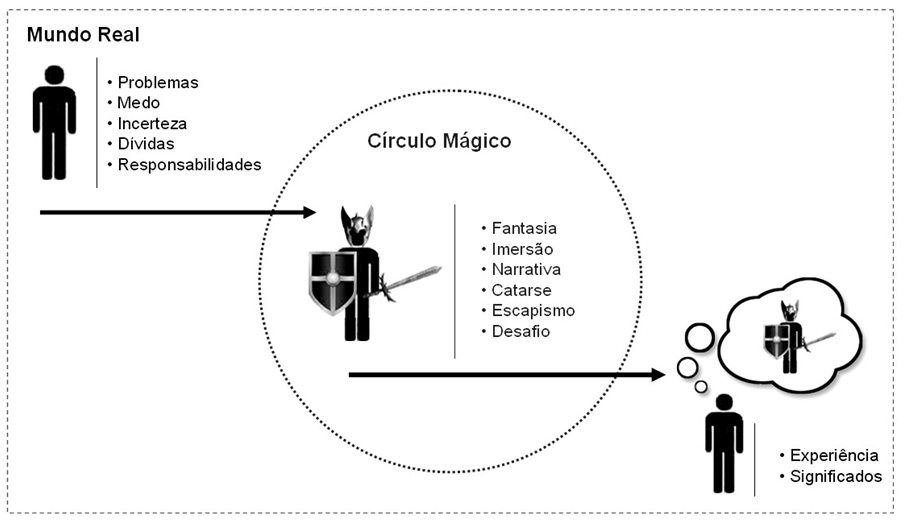 Mundo Real
• Problemas
• Medo
• Incerteza
• Dívidas
• Responsabilidades
Círculo Mágico
• Fantasia
• Imersão
• Narrativa
• Catarse
• Escapismo
• Desafio
• Experiência
• Significados